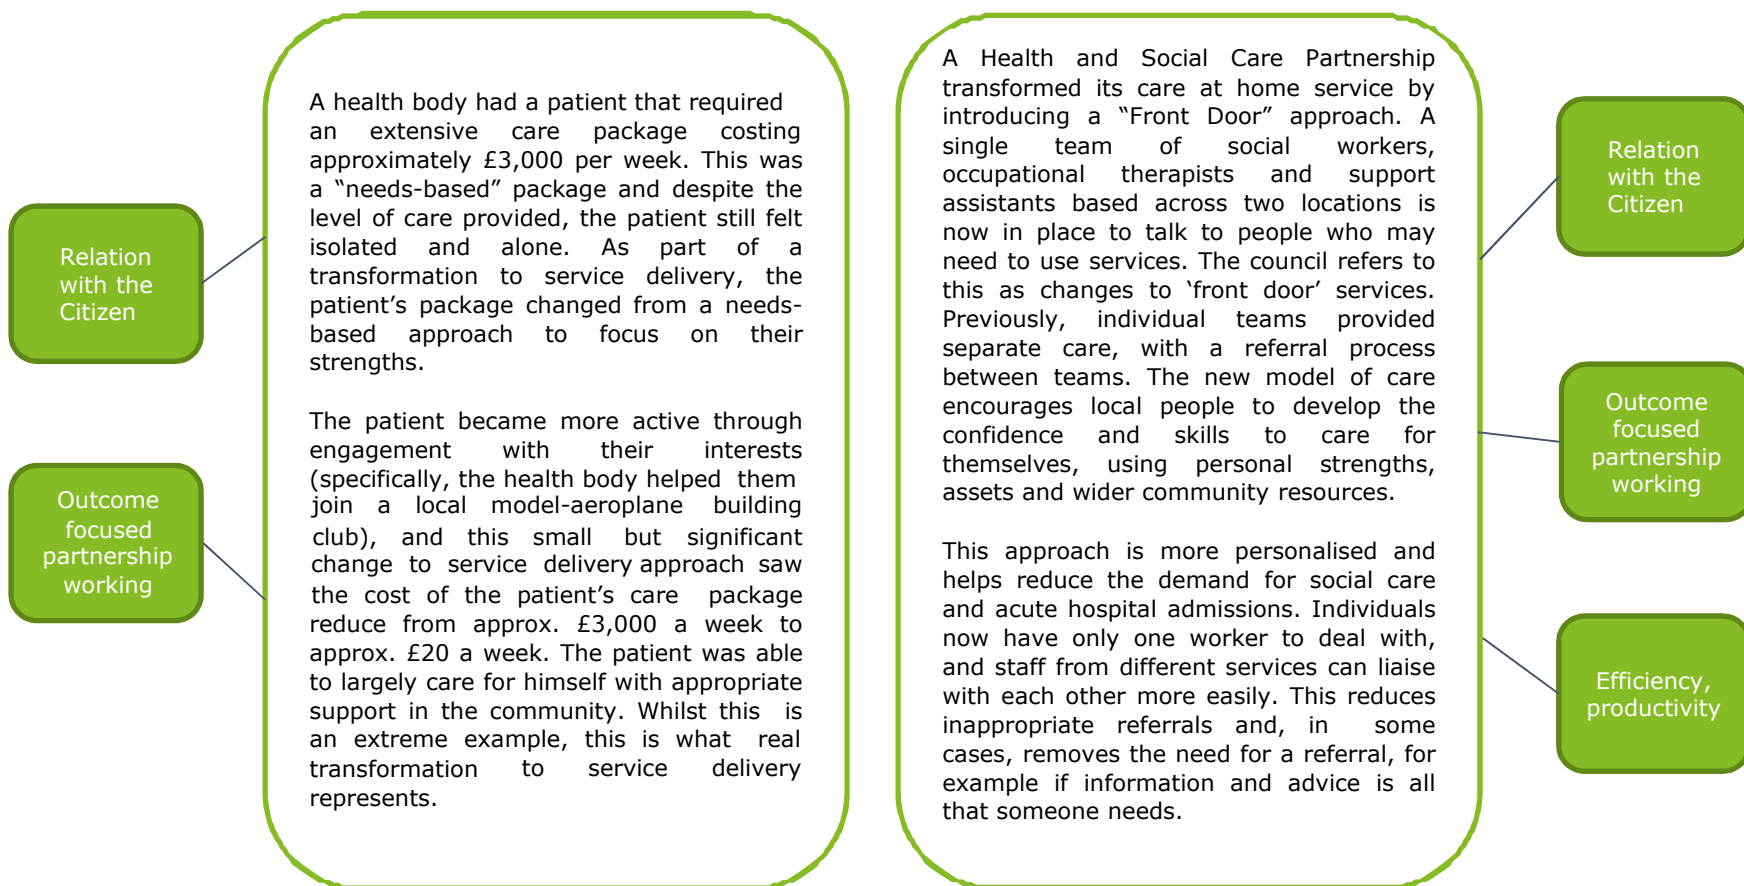 Relation
with the
Citizen
Outcome
focused
partnership
working
A health body had a patient that required
an extensive care package costing
approximately £3,000 per week. This was
a “needs-based” package and despite the
level of care provided, the patient still felt
isolated and alone. As part of a
transformation to service delivery, the
patient’s package changed from a needs-
based approach to focus on their
strengths.
The patient became more active through
engagement with their interests
(specifically, the health body helped them
join a local model-aeroplane building
club), and this small but significant
change to service delivery approach saw
the cost of the patient’s care package
reduce from approx. £3,000 a week to
approx. £20 a week. The patient was able
to largely care for himself with appropriate
support in the community. Whilst this is
an extreme example, this is what real
transformation to service delivery
represents.
A Health and Social Care Partnership
transformed its care at home service by
introducing a “Front Door” approach. A
single team of social workers,
occupational therapists and support
assistants based across two locations is
now in place to talk to people who may
need to use services. The council refers to
this as changes to ‘front door’ services.
Previously, individual teams provided
separate care, with a referral process
between teams. The new model of care
encourages local people to develop the
confidence and skills to care for
themselves, using personal strengths,
assets and wider community resources.
This approach is more personalised and
helps reduce the demand for social care
and acute hospital admissions. Individuals
now have only one worker to deal with,
and staff from different services can liaise
with each other more easily. This reduces
inappropriate referrals and, in some
cases, removes the need for a referral, for
example if information and advice is all
that someone needs.
Relation
with the
Citizen
Outcome
focused
partnership
working
Efficiency,
productivity